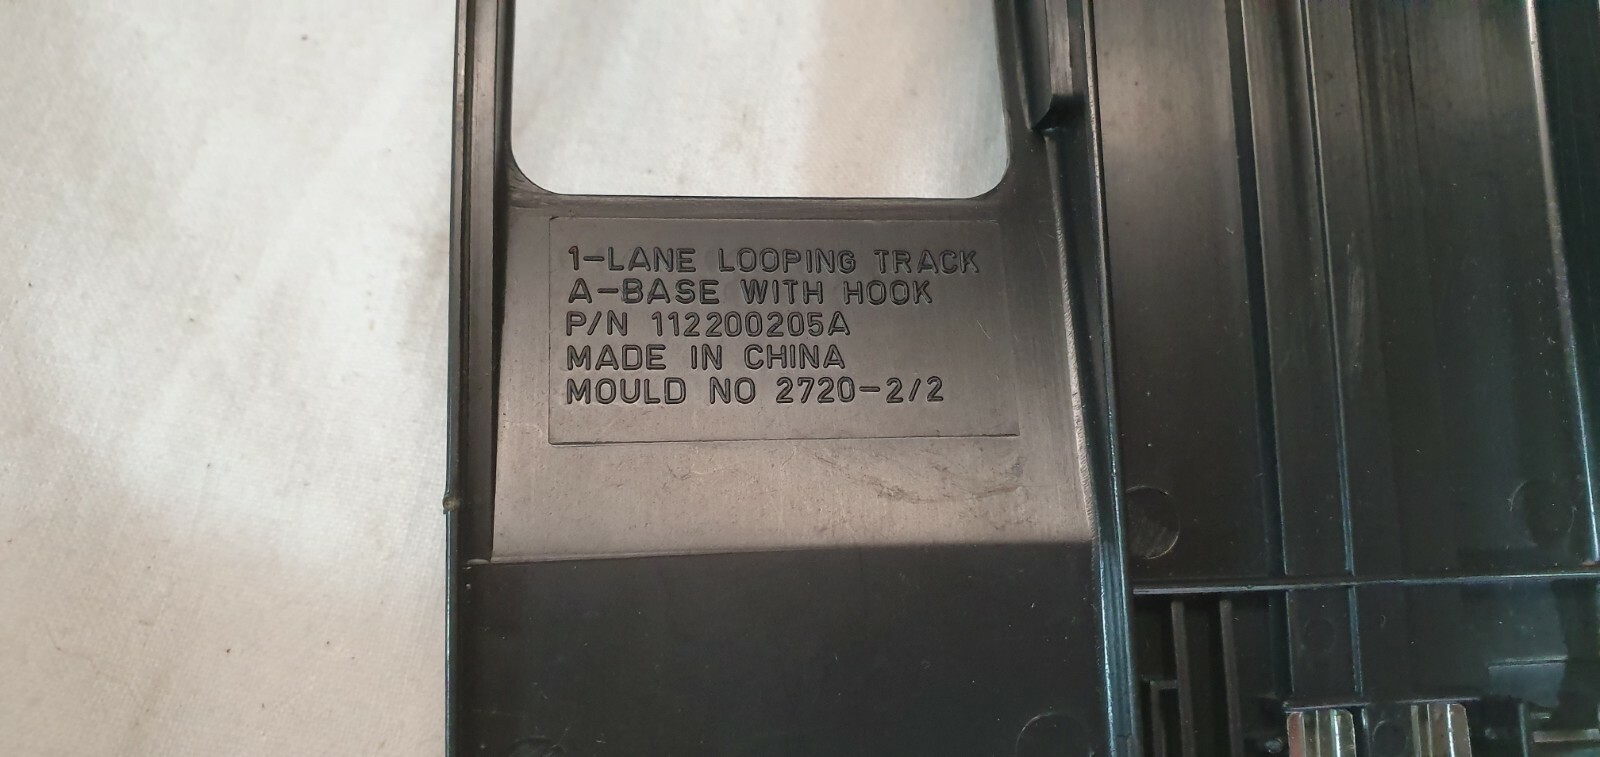 1-LANE LOOPING TRACK
A-BASE WITH HOOK
P/N 112200205A
MADE IN CHINA
MOULD NO 2720-2/2